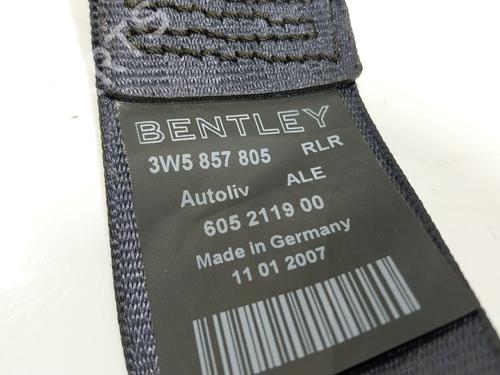 BENTLEY
3W5 857 805 RLR
Autoliv ALE
605 2119 00
Made in Germany
11 01 2007